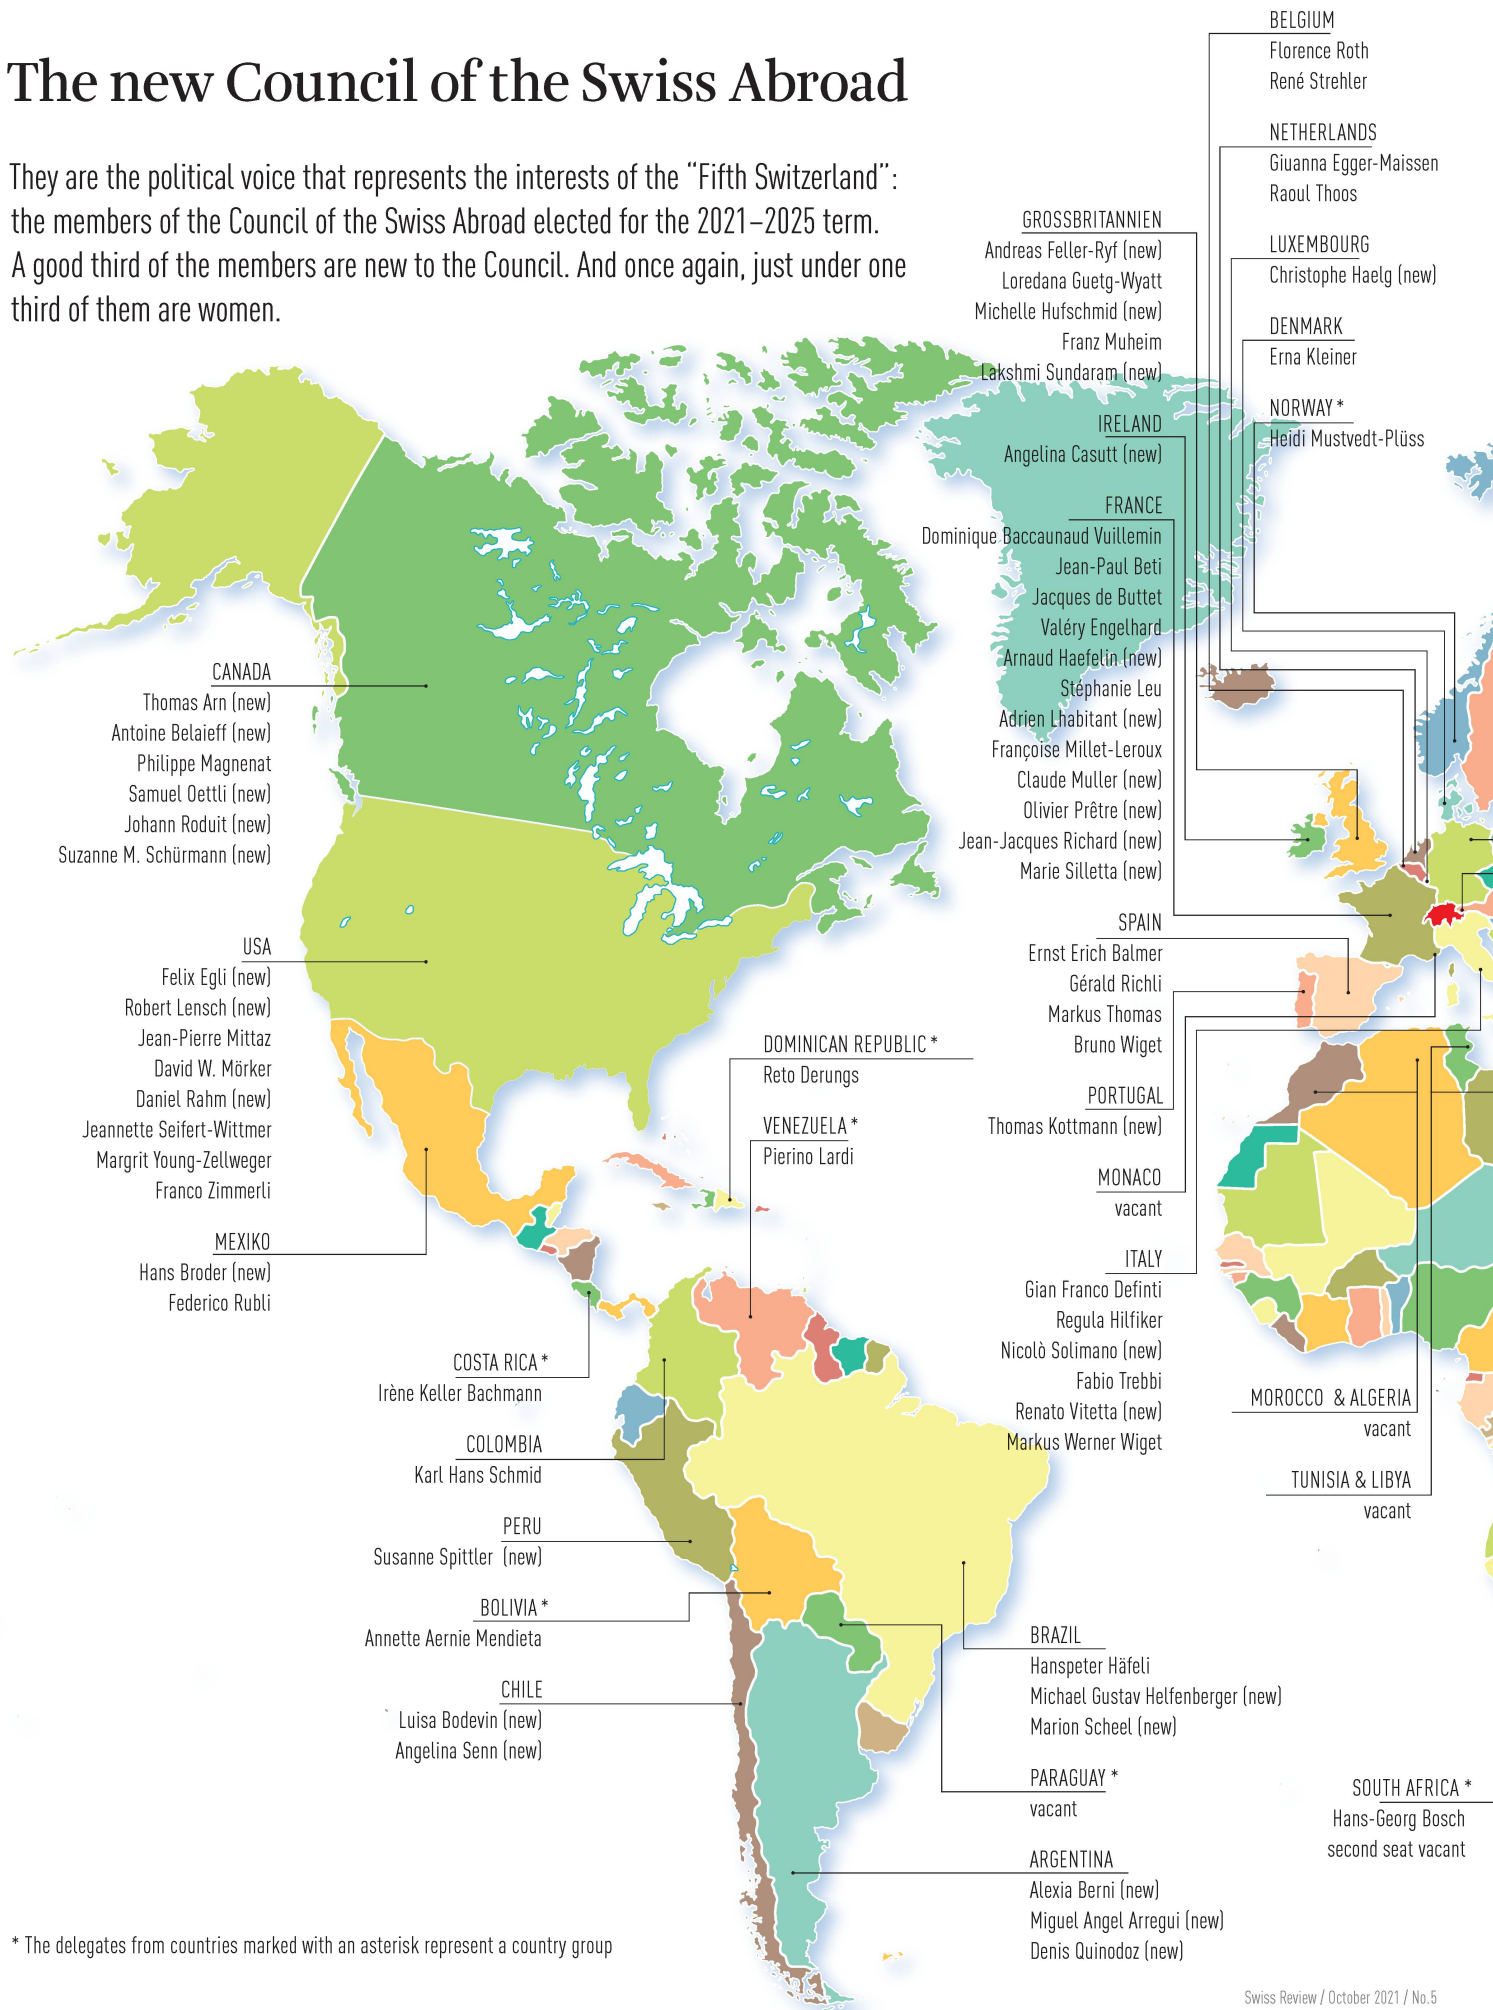 The new Council of the Swiss Abroad
They are the political voice that represents the interests of the “Fifth Switzerland”:
the members of the Council of the Swiss Abroad elected for the 2021–2025 term.
A good third of the members are new to the Council. And once again, just under one
third of them are women.
CANADA
Thomas Arn (new)
Antoine Belaieff (new)
Philippe Magnenat
Samuel Oettli (new)
Johann Roduit (new)
Suzanne M. Schürmann (new)
USA
Felix Egli (new)
Robert Lensch (new)
Jean-Pierre Mittaz
David W. Mörker
Daniel Rahm (new)
Jeannette Seifert-Wittmer
Margrit Young-Zellweger
Franco Zimmerli
MEXIKO
Hans Broder (new)
Federico Rubli
COSTA RICA *
Irène Keller Bachmann
COLOMBIA
Karl Hans Schmid
PERU
Susanne Spittler (new)
BOLIVIA *
Annette Aernie Mendieta
CHILE
Luisa Bodevin (new)
Angelina Senn (new)
DOMINICAN REPUBLIC *
Reto Derungs
VENEZUELA *
Pierino Lardi
GROSSBRITANNIEN
Andreas Feller-Ryf (new)
Loredana Guetg-Wyatt
Michelle Hufschmid (new)
Franz Muheim
Lakshmi Sundaram (new)
IRELAND
Angelina Casutt (new)
FRANCE
Dominique Baccaunaud Vuillemin
Jean-Paul Beti
Jacques de Buttet
Valéry Engelhard
Arnaud Haefelin (new)
Stéphanie Leu
Adrien Lhabitant (new)
Françoise Millet-Leroux
Claude Muller (new)
Olivier Prêtre (new)
Jean-Jacques Richard (new)
Marie Silletta (new)
SPAIN
Ernst Erich Balmer
Gérald Richli
Markus Thomas
Bruno Wiget
PORTUGAL
Thomas Kottmann (new)
MONACO
vacant
ITALY
Gian Franco Definti
Regula Hilfiker
Nicolò Solimano (new)
Fabio Trebbi
Renato Vitetta (new)
Markus Werner Wiget
BELGIUM
Florence Roth
René Strehler
NETHERLANDS
Giuanna Egger-Maissen
Raoul Thoos
LUXEMBOURG
Christophe Haelg (new)
DENMARK
Erna Kleiner
NORWAY *
Heidi Mustvedt-Plüss
MOROCCO & ALGERIA
vacant
TUNISIA & LIBYA
vacant
BRAZIL
Hanspeter Häfeli
Michael Gustav Helfenberger (new)
Marion Scheel (new)
PARAGUAY *
vacant
ARGENTINA
Alexia Berni (new)
Miguel Angel Arregui (new)
Denis Quinodoz (new)
SOUTH AFRICA *
Hans-Georg Bosch
second seat vacant
* The delegates from countries marked with an asterisk represent a country group
Swiss Review / October 2021 / No.5